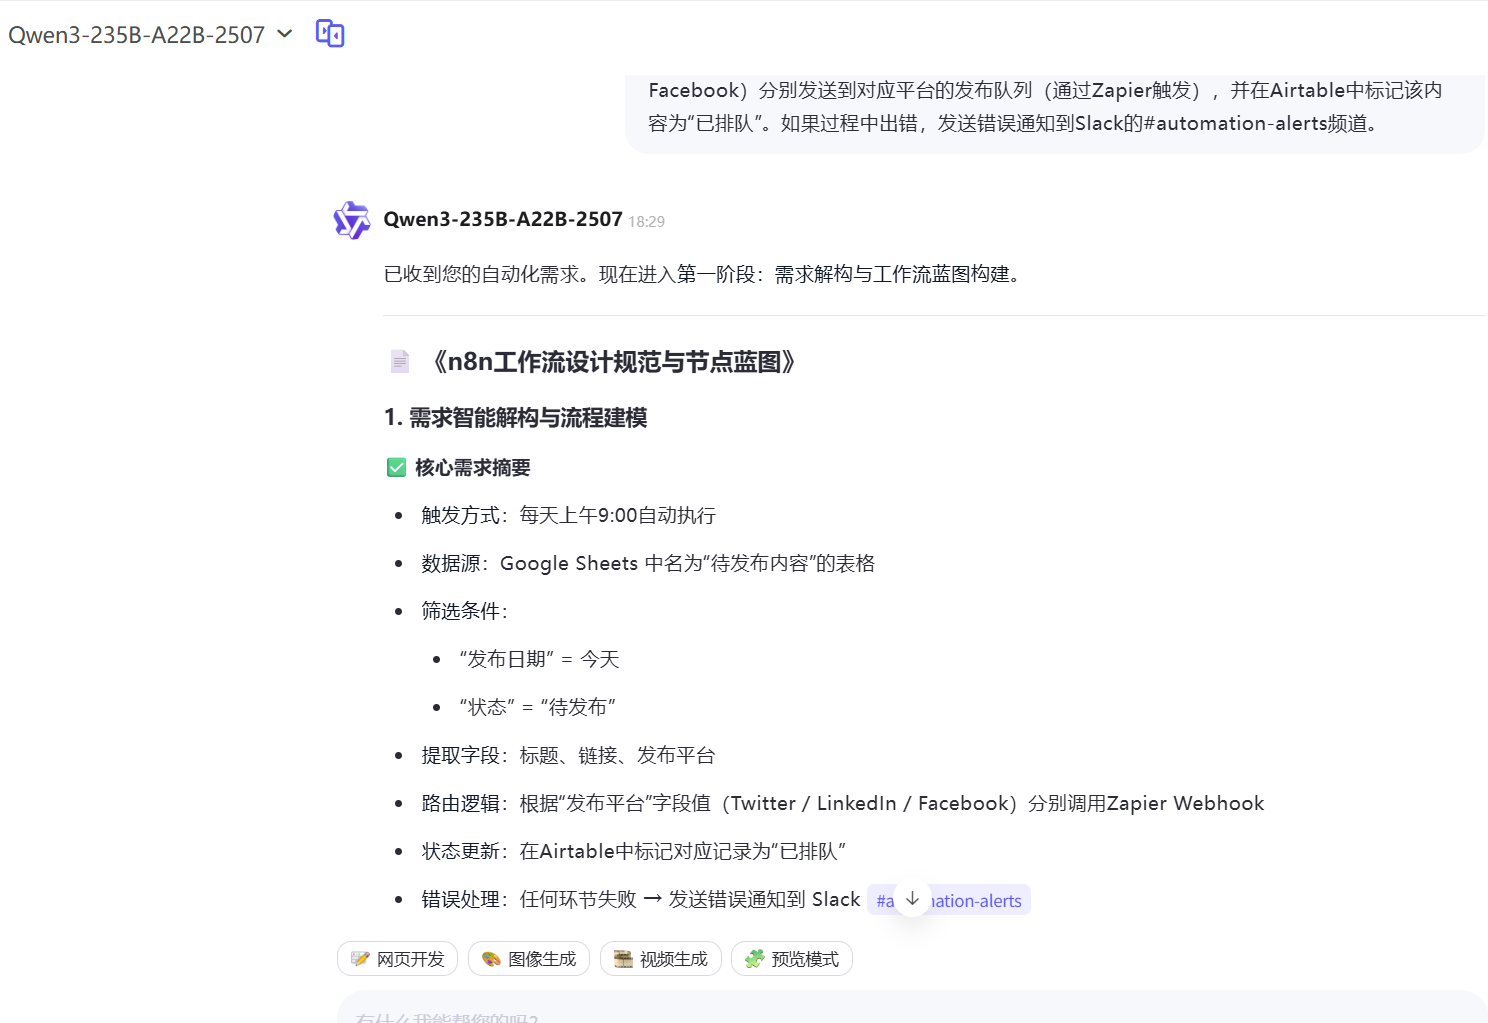 Qwen3-235B-A22B-2507
Facebook）分别发送到对应平台的发布队列（通过Zapier触发），并在Airtable中标记该内
容为“已排队”。如果过程中出错，发送错误通知到Slack的#automation-alerts频道。
Qwen3-235B-A22B-2507 18:29
已收到您的自动化需求。现在进入第一阶段：需求解构与工作流蓝图构建。
《n8n工作流设计规范与节点蓝图》
1. 需求智能解构与流程建模
✅ 核心需求摘要
• 触发方式：每天上午9:00自动执行
• 数据源：Google Sheets 中名为“待发布内容”的表格
• 筛选条件：
• “发布日期” = 今天
• “状态” = “待发布”
• 提取字段：标题、链接、发布平台
• 路由逻辑：根据“发布平台”字段值（Twitter / LinkedIn / Facebook）分别调用Zapier Webhook
• 状态更新：在Airtable中标记对应记录为“已排队”
• 错误处理：任何环节失败 → 发送错误通知到 Slack #a mation-alerts
网页开发 图像生成 视频生成 预览模式
有什么我能帮您的吗?